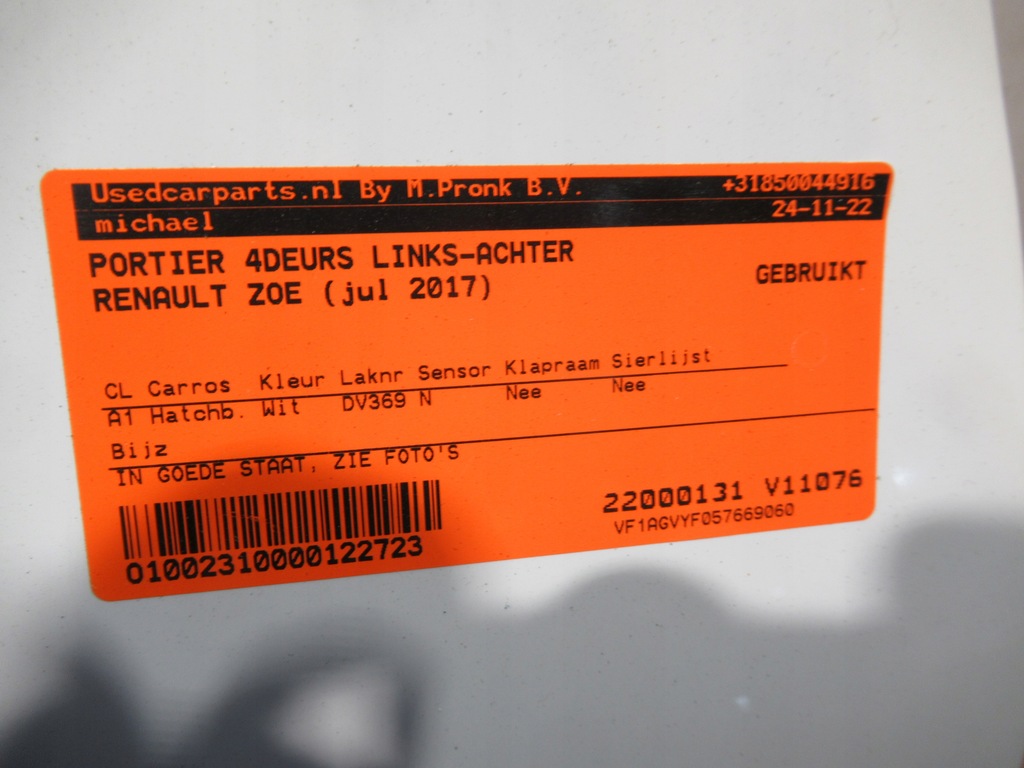 Usedcarparts.nl By M.Pronk B.V. +31850044916
michael 24-11-22
PORTIER 4DEURS LINKS-ACHTER
GEBRUIKT
RENAULT ZOE (jul 2017)
CL Carros Kleur Laknr Sensor Klapraam Sierlijst
A1 Hatchb. Wit DV369 N Nee Nee
Bijz
IN GOEDE STAAT, ZIE FOTO'S
22000131 V11076
VF1AGVYF057669060
0100231000012​2723